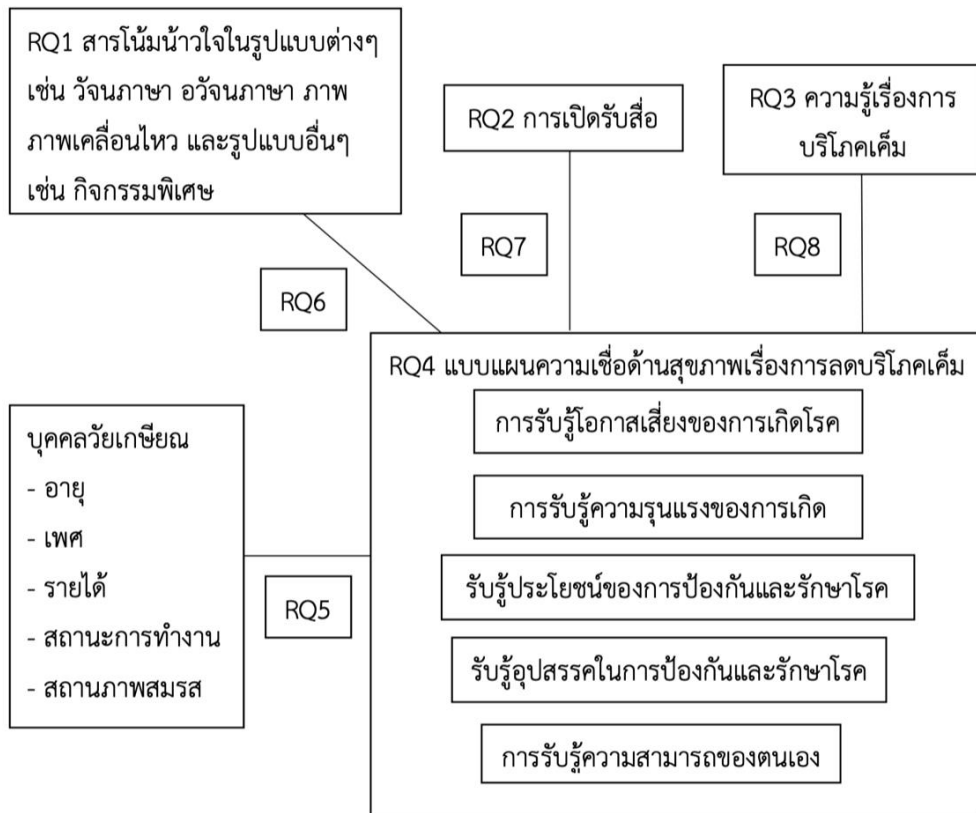 RQ1 สารโน้มน้าวใจในรูปแบบต่างๆ
เช่น วัจนภาษา อวัจนภาษา ภาพ
ภาพเคลื่อนไหว และรูปแบบอื่นๆ
เช่น กิจกรรมพิเศษ
RQ2 การเปิดรับสื่อ
RQ3 ความรู้เรื่องการ
บริโภคเค็ม
RQ6
RQ7
RQ8
RQ4 แบบแผนความเชื่อด้านสุขภาพเรื่องการลดบริโภคเค็ม
การรับรู้โอกาสเสี่ยงของการเกิดโรค
การรับรู้ความรุนแรงของการเกิด
รับรู้ประโยชน์ของการป้องกันและรักษาโรค
รับรู้อุปสรรคในการป้องกันและรักษาโรค
การรับรู้ความสามารถของตนเอง
บุคคลวัยเกษียณ
- อายุ
- เพศ
- รายได้
- สถานะการทำงาน
- สถานภาพสมรส
RQ5